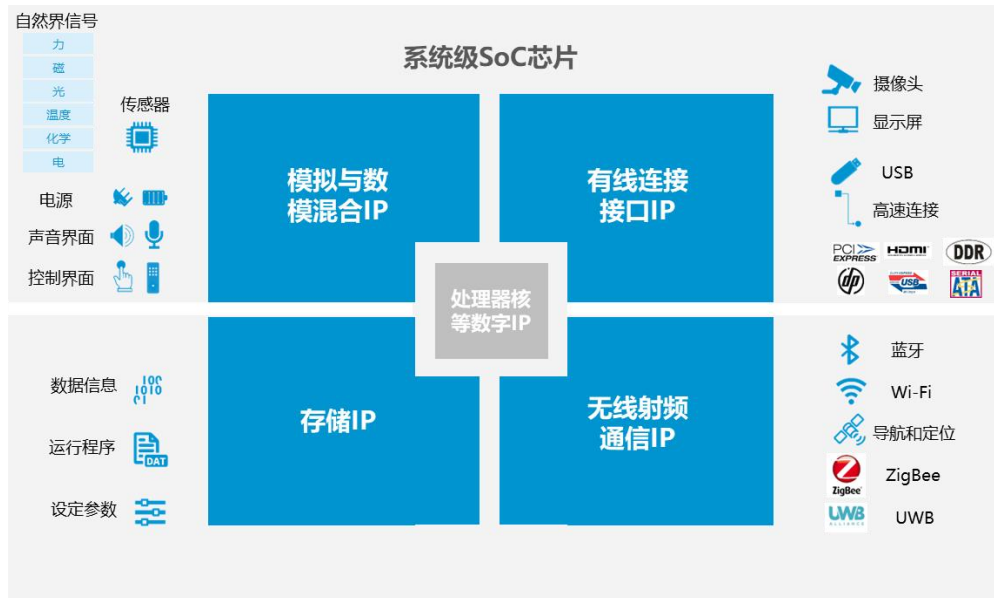 自然界信号
力
磁
光
温度
化学
电
传感器
电源
声音界面
控制界面
系统级SoC芯片
模拟与数
模混合IP
有线连接
接口IP
处理器核
等数字IP
存储IP
无线射频
通信IP
摄像头
显示屏
USB
高速连接
PCI
EXPRESS
HDMI
DDR
dp
USB
SERIAL
ATA
数据信息
运行程序
DAT
设定参数
蓝牙
Wi-Fi
导航和定位
ZigBee
ZigBee
UWB
ALLIANCE
UWB